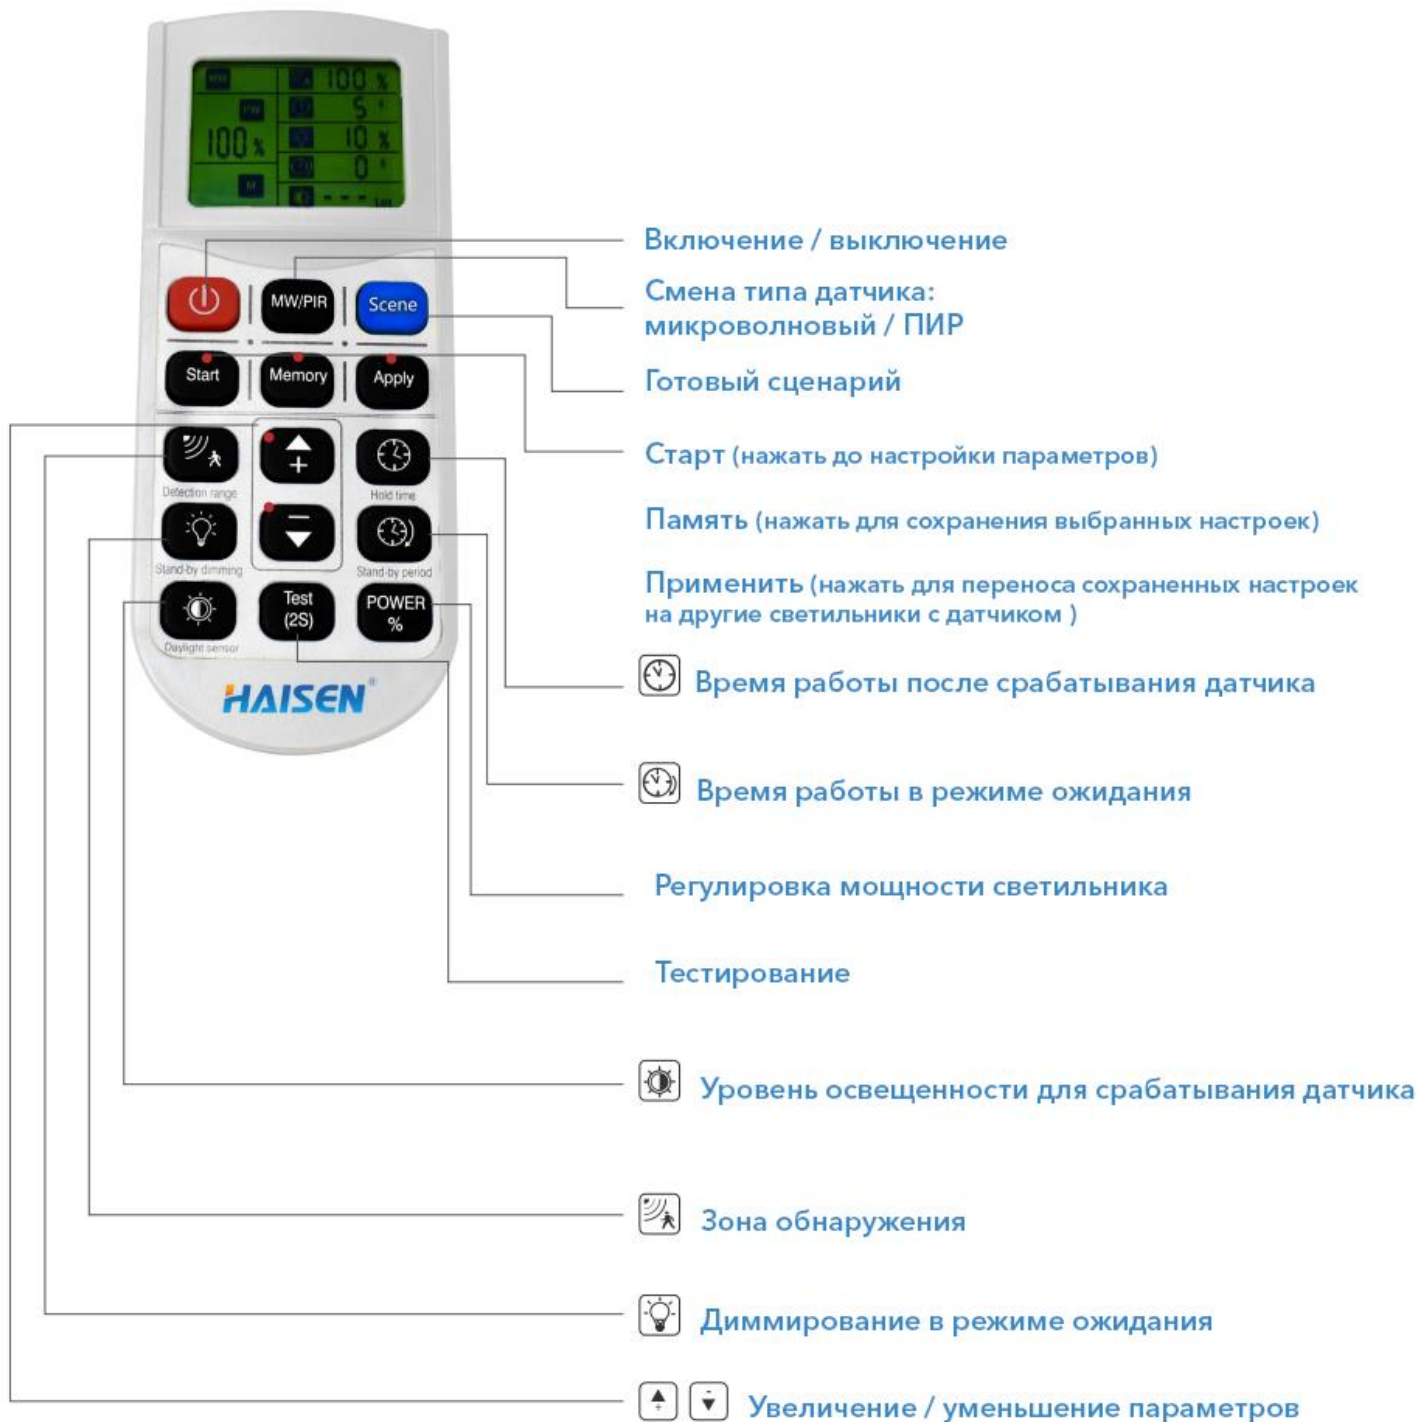 MW
100 %
PW
5 s
100 %
10 %
0 s
M
- - - Lux
Включение / выключение
MW/PIR
Scene
Смена типа датчика:
микроволновый / ПИР
Start
Memory
Apply
Готовый сценарий
+
Старт (нажать до настройки параметров)
Detection range
Hold time
Память (нажать для сохранения выбранных настроек)
−
Stand-by dimming
Stand-by period
Применить (нажать для переноса сохраненных настроек
на другие светильники с датчиком )
Test
(2S)
POWER
%
Daylight sensor
HAISEN®
Время работы после срабатывания датчика
Время работы в режиме ожидания
Регулировка мощности светильника
Тестирование
Уровень освещенности для срабатывания датчика
Зона обнаружения
Диммирование в режиме ожидания
Увеличение / уменьшение параметров